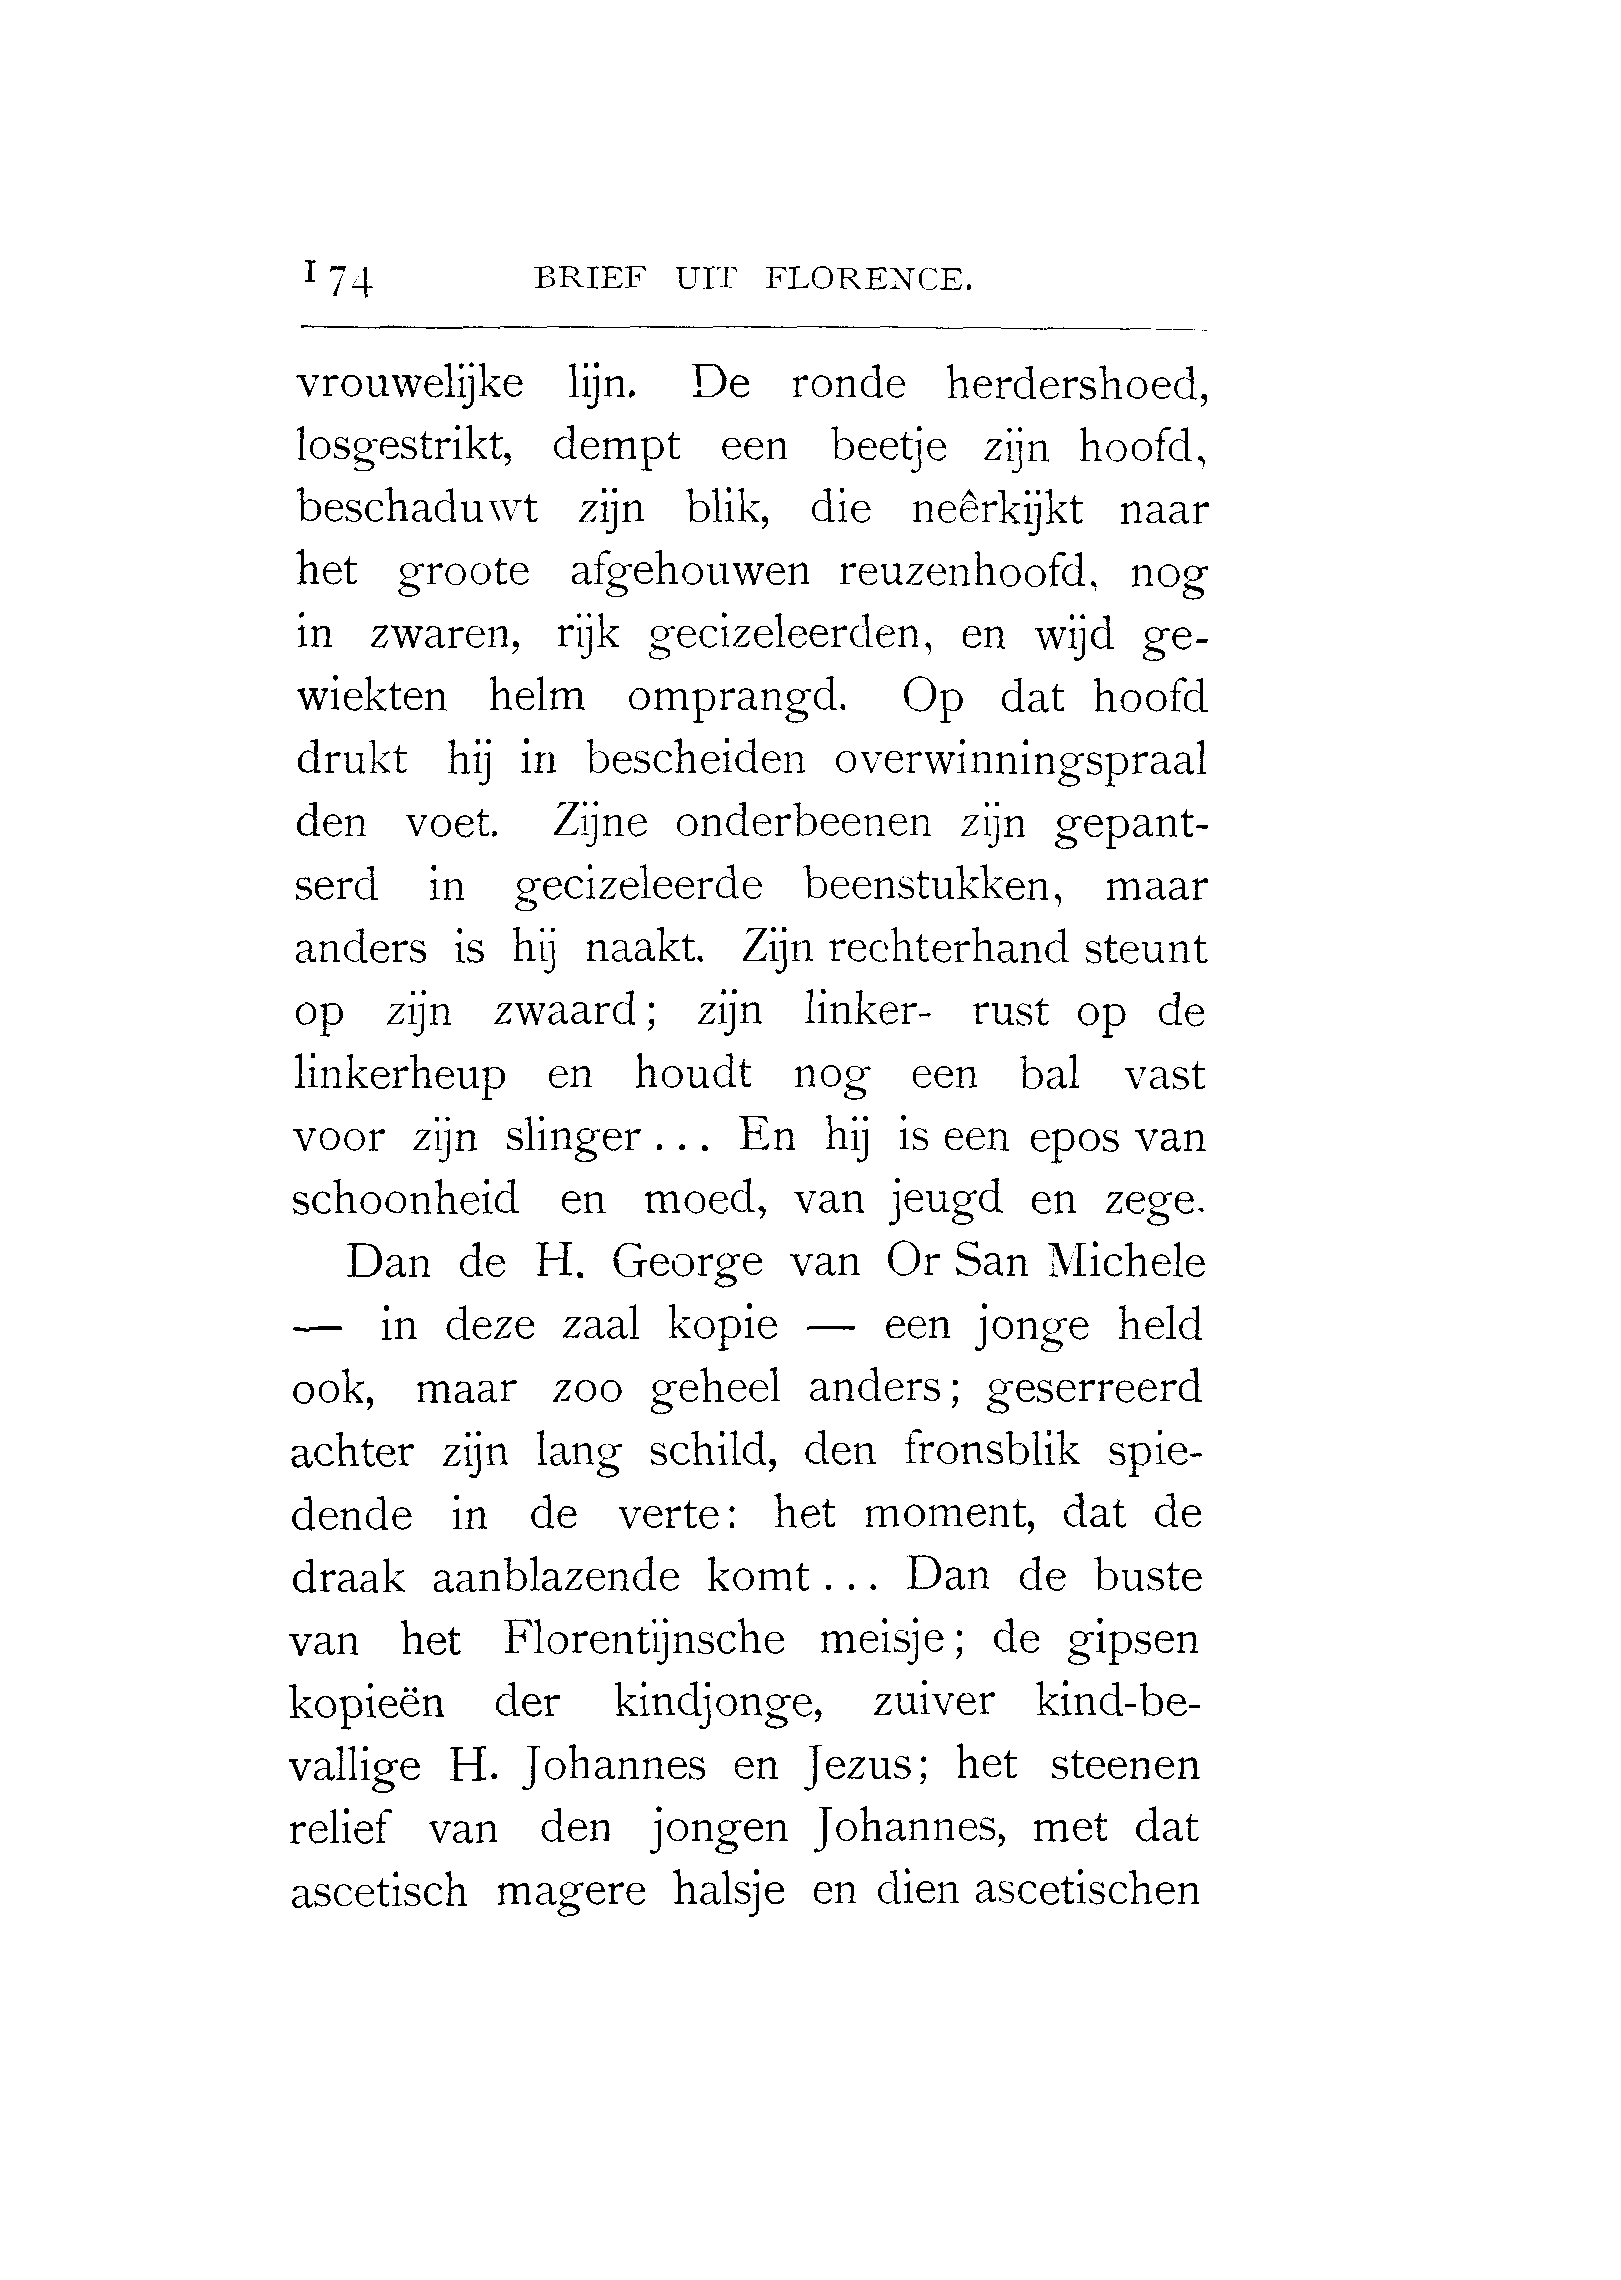 174 BRIEF UIT FLORENCE.
vrouwelijke lijn. De ronde herdershoed,
losgestrikt, dempt een beetje zijn hoofd,
beschaduwt zijn blik, die neêrkijkt naar
het groote afgehouwen reuzenhoofd, nog
in zwaren, rijk gecizeleerden, en wijd ge-
wiekten helm omprangd. Op dat hoofd
drukt hij in bescheiden overwinningspraal
den voet. Zijne onderbeenen zijn gepant-
serd in gecizeleerde beenstukken, maar
anders is hij naakt. Zijn rechterhand steunt
op zijn zwaard; zijn linker- rust op de
linkerheup en houdt nog een bal vast
voor zijn slinger... En hij is een epos van
schoonheid en moed, van jeugd en zege.
Dan de H. George van Or San Michele
— in deze zaal kopie — een jonge held
ook, maar zoo geheel anders; geserreerd
achter zijn lang schild, den fronsblik spie-
dende in de verte: het moment, dat de
draak aanblazende komt... Dan de buste
van het Florentijnsche meisje; de gipsen
kopieën der kindjonge, zuiver kind-be-
vallige H. Johannes en Jezus; het steenen
relief van den jongen Johannes, met dat
ascetisch magere halsje en dien ascetischen